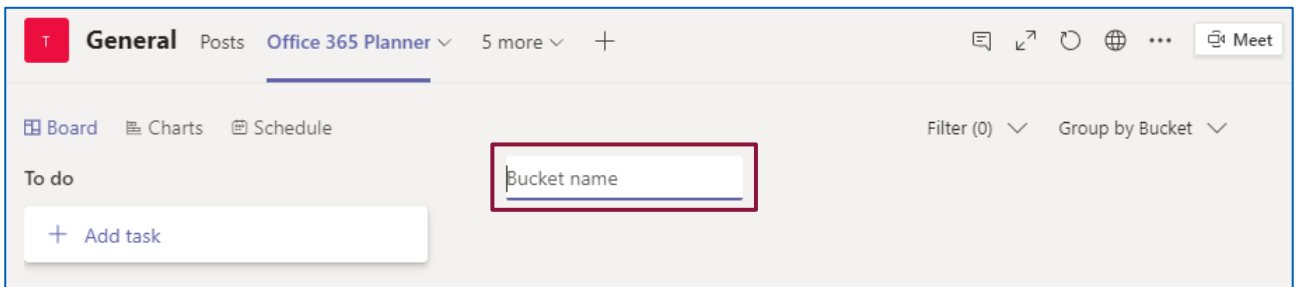 T General Posts Office 365 Planner 5 more Meet
Board Charts Schedule Filter (0) Group by Bucket
To do Bucket name
Add task